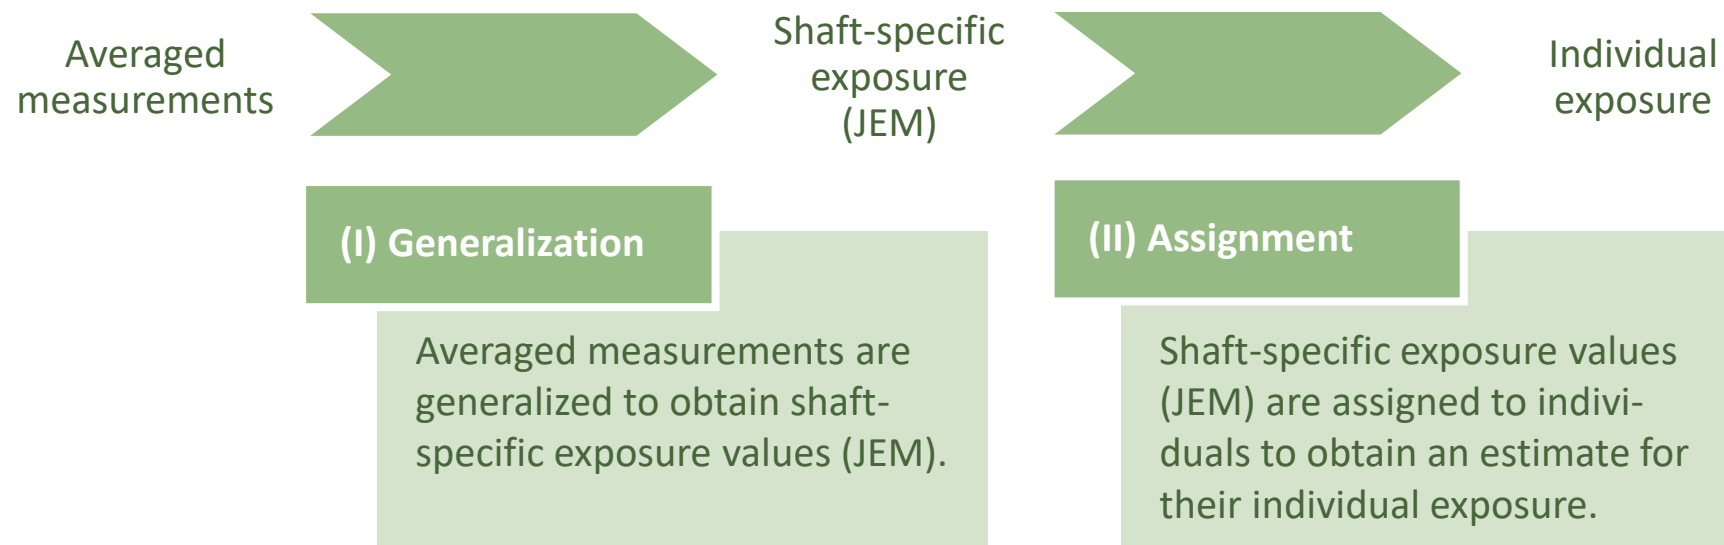 Averaged
measurements
Shaft-specific
exposure
(JEM)
Individual
exposure
(I) Generalization
Averaged measurements are
generalized to obtain shaft-
specific exposure values (JEM).
(II) Assignment
Shaft-specific exposure values
(JEM) are assigned to indivi-
duals to obtain an estimate for
their individual exposure.